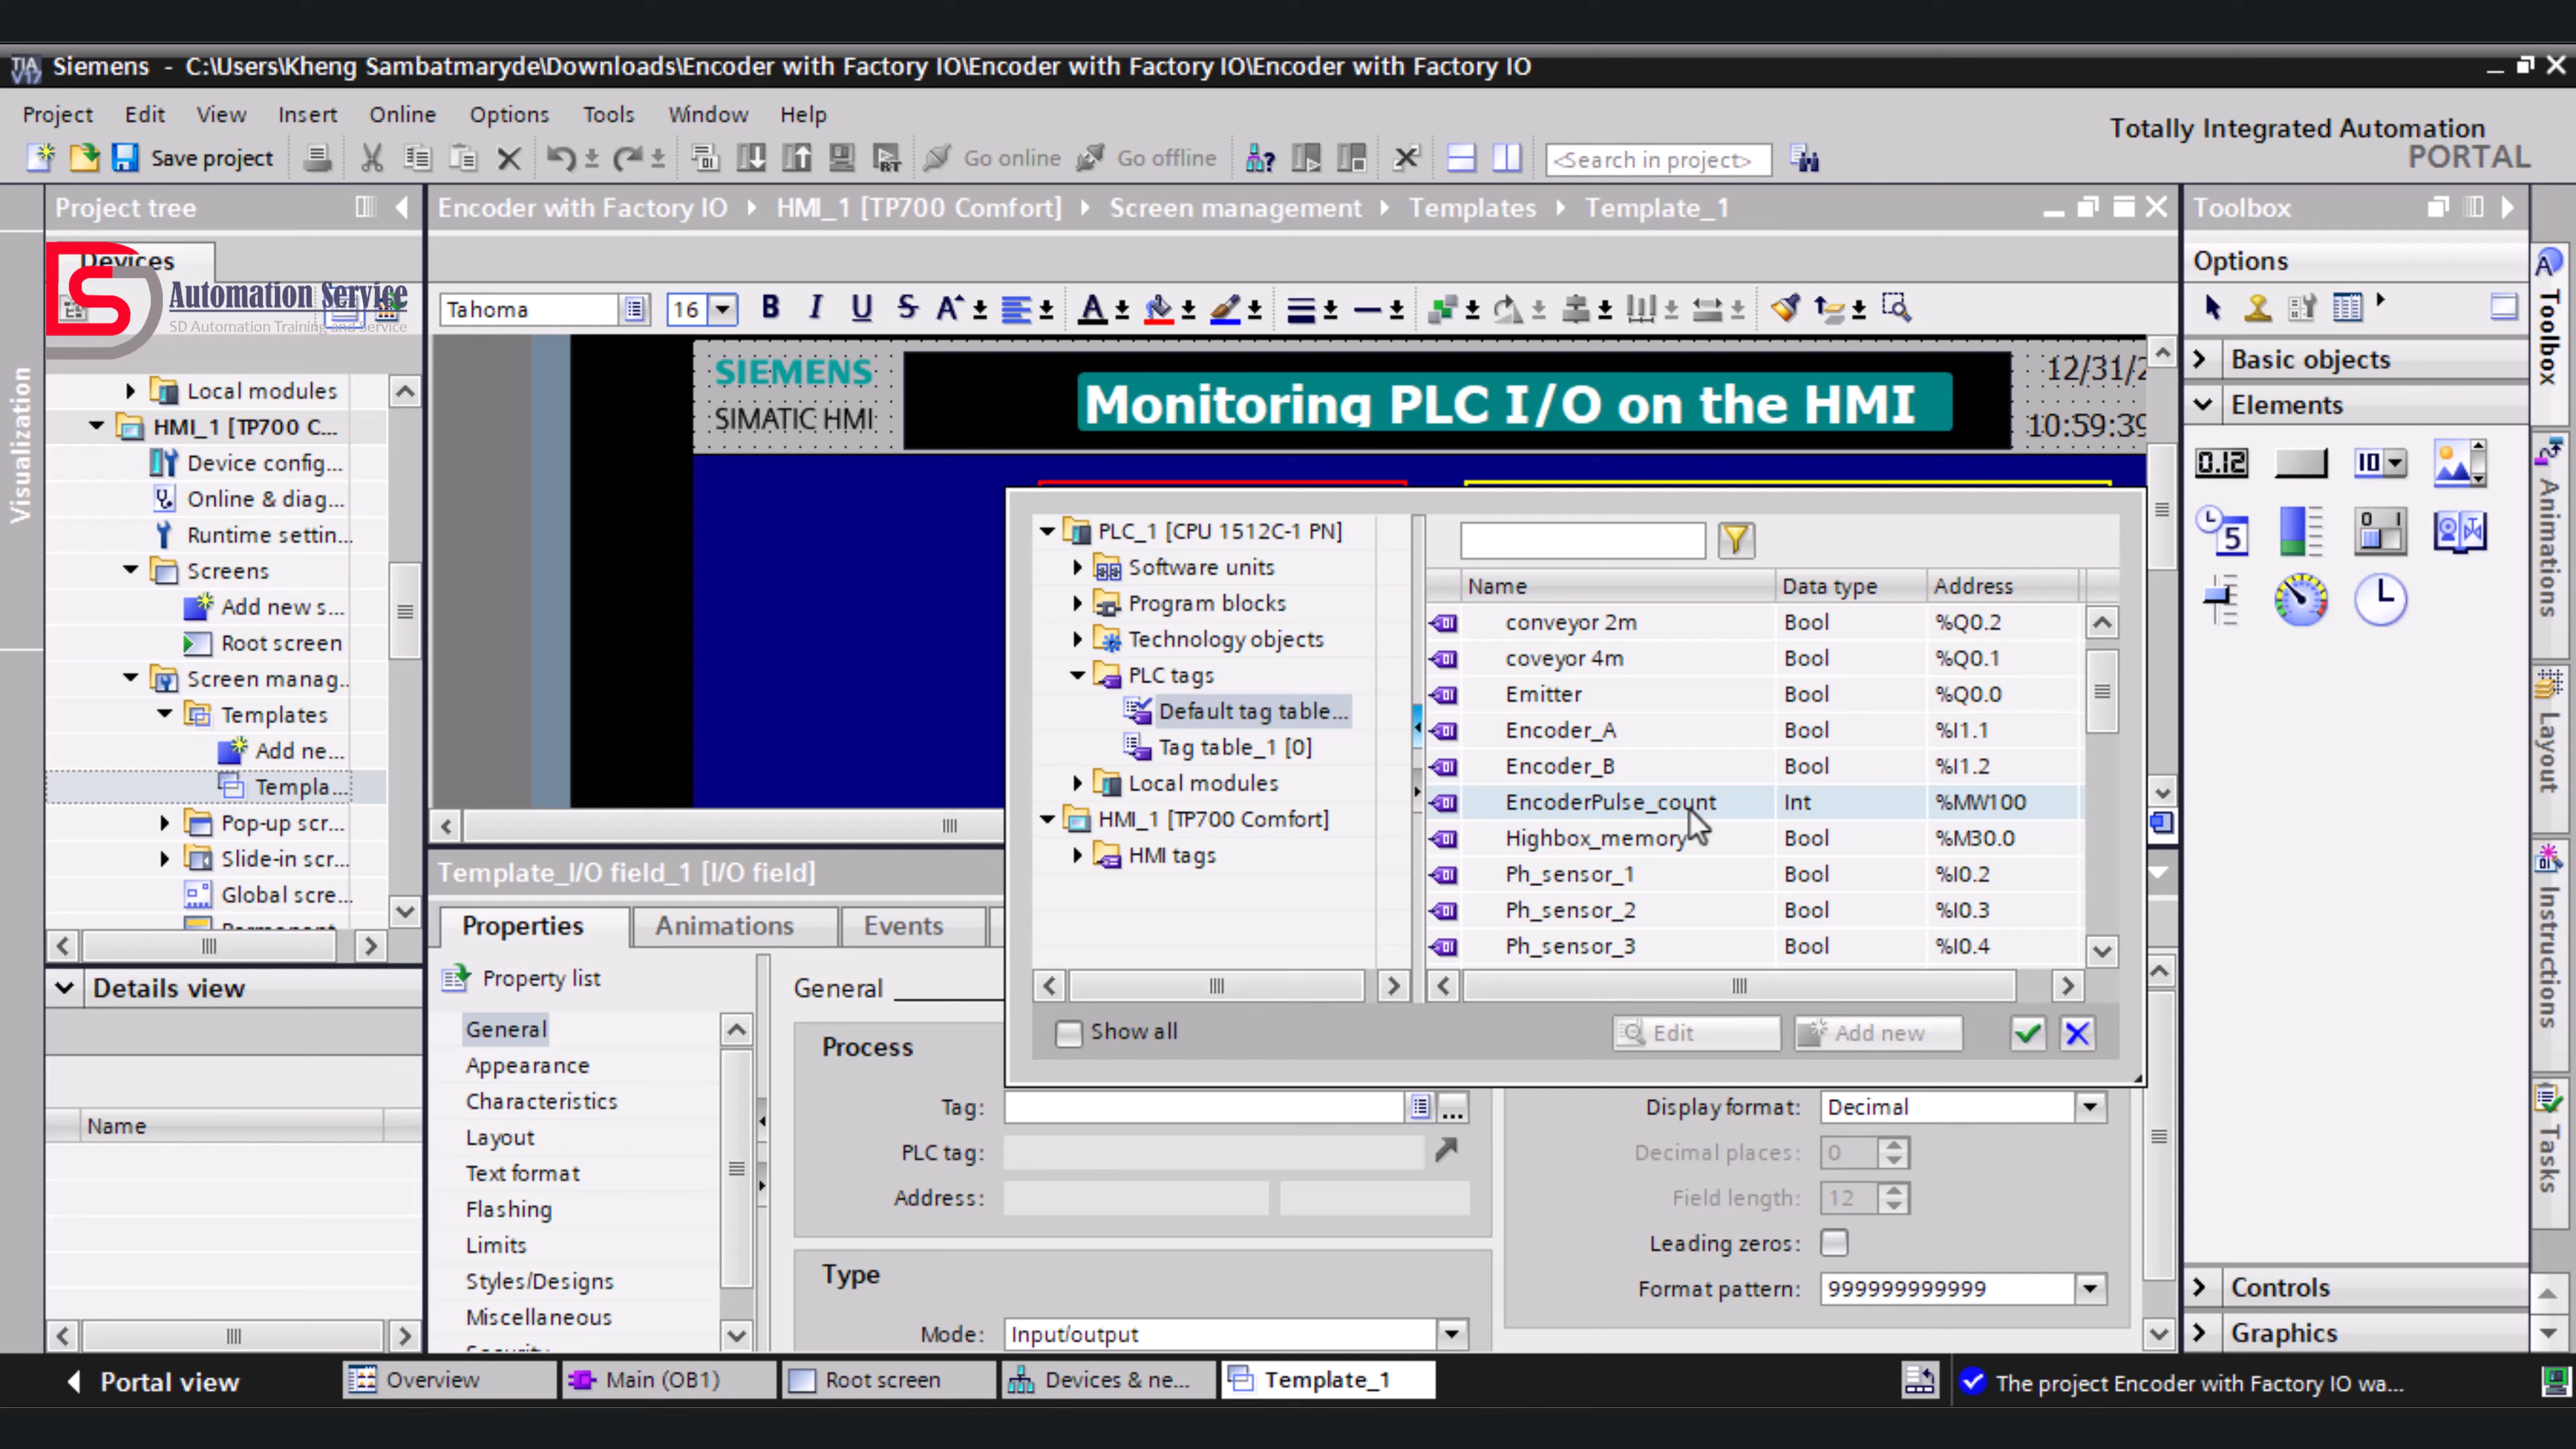 Siemens - C:\Users\Kheng Sambatmaryde\Downloads\Encoder with Factory IO\Encoder with Factory IO\Encoder with Factory IO
Project Edit View Insert Online Options Tools Window Help
Totally Integrated Automation
PORTAL
Save project Go online Go offline <Search in project>
Project tree
Encoder with Factory IO HMI_1 [TP700 Comfort] Screen management Templates Template_1
Toolbox
Devices
Options
Automation Service
SD Automation Training and Service
Tahoma 16 B I U S
Visualization
Local modules
HMI_1 [TP700 C...
Device config...
Online & diag...
Runtime settin...
Screens
Add new s...
Root screen
Screen manag...
Templates
Add ne...
Templa...
Pop-up scr...
Slide-in scr...
Global scre...
SIEMENS
SIMATIC HMI
Monitoring PLC I/O on the HMI
12/31/2
10:59:39
Basic objects
Elements
Controls
Graphics
Toolbox
Animations
Layout
Instructions
Tasks
PLC_1 [CPU 1512C-1 PN]
Software units
Program blocks
Technology objects
PLC tags
Default tag table...
Tag table_1 [0]
Local modules
HMI_1 [TP700 Comfort]
HMI tags
Name Data type Address
conveyor 2m Bool %Q0.2
coveyor 4m Bool %Q0.1
Emitter Bool %Q0.0
Encoder_A Bool %I1.1
Encoder_B Bool %I1.2
EncoderPulse_count Int %MW100
Highbox_memory Bool %M30.0
Ph_sensor_1 Bool %I0.2
Ph_sensor_2 Bool %I0.3
Ph_sensor_3 Bool %I0.4
Show all Edit Add new
Template_I/O field_1 [I/O field]
Properties Animations Events
Property list
General
Appearance
Characteristics
Layout
Text format
Flashing
Limits
Styles/Designs
Miscellaneous
General
Process
Tag:
PLC tag:
Address:
Type
Mode: Input/output
Display format: Decimal
Decimal places: 0
Field length: 12
Leading zeros:
Format pattern: 999999999999
Details view
Name
Portal view Overview Main (OB1) Root screen Devices & ne... Template_1 The project Encoder with Factory IO wa...